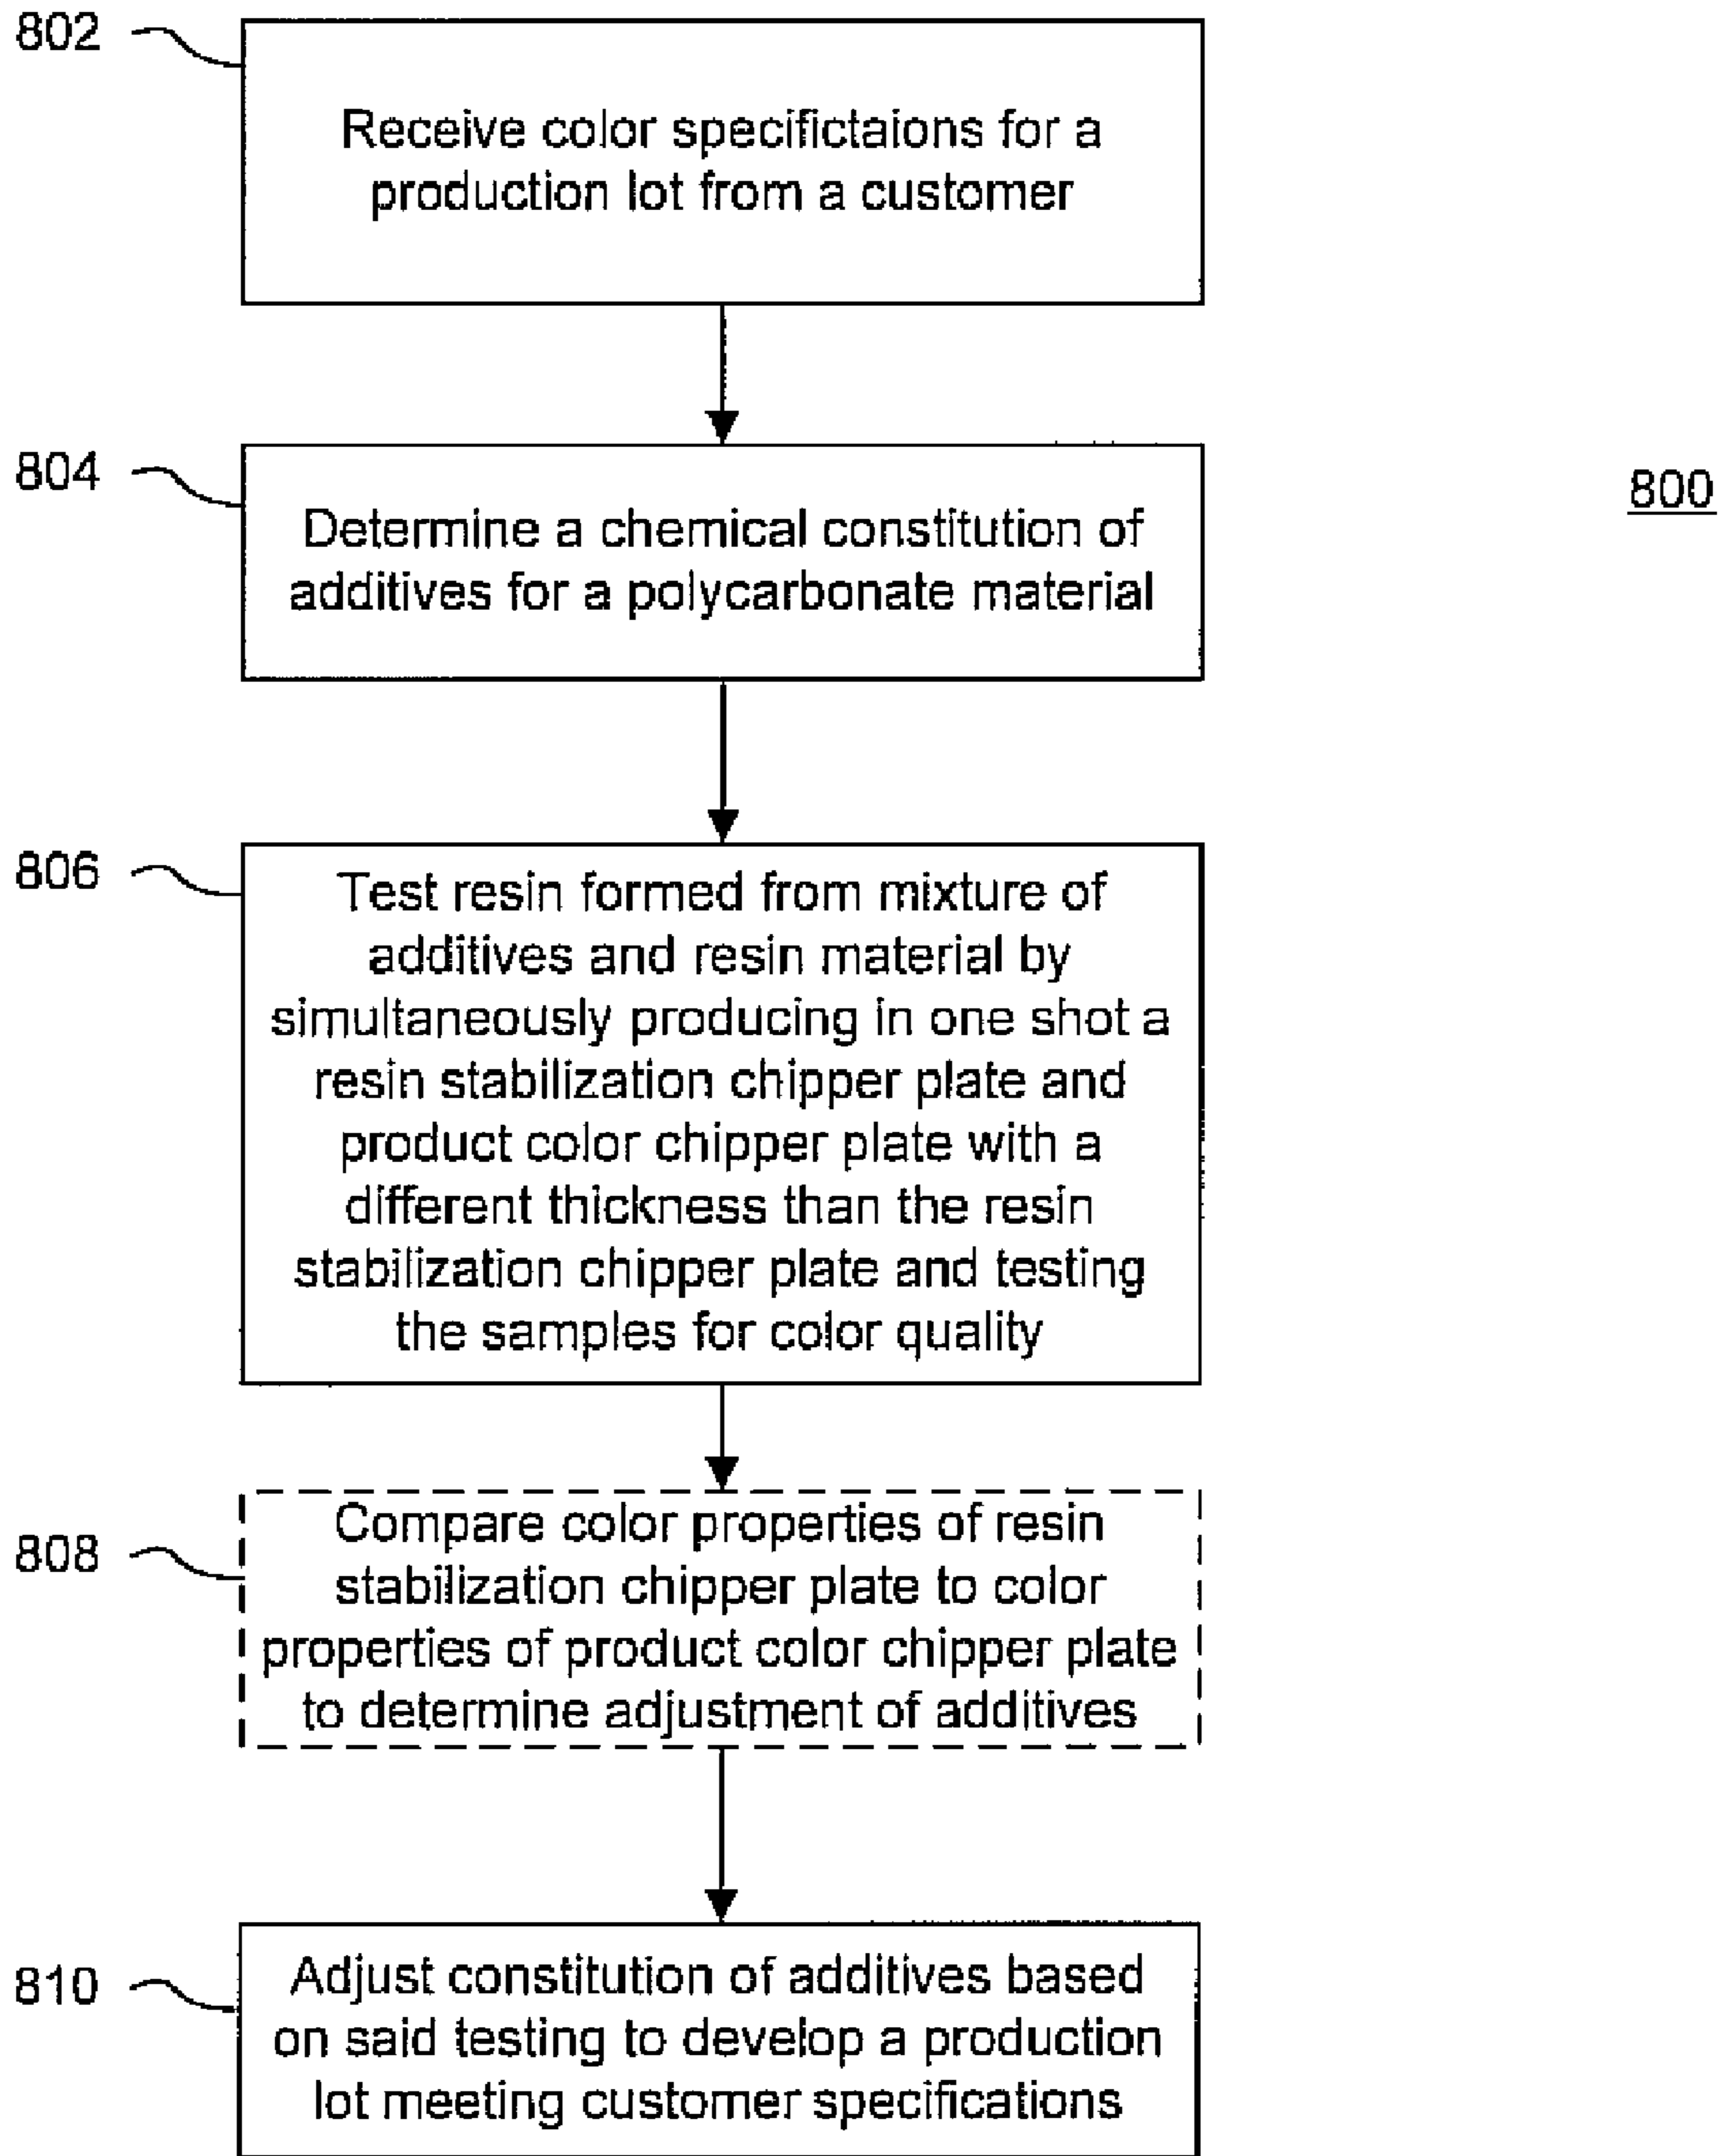 802
Receive color specifictaions for a
production lot from a customer
804
800
Determine a chemical constitution of
additives for a polycarbonate material
806
Test resin formed from mixture of
additives and resin material by
simultaneously producing in one shot a
resin stabilization chipper plate and
product color chipper plate with a
different thickness than the resin
stabilization chipper plate and testing
the samples for color quality
808
Compare color properties of resin
stabilization chipper plate to color
properties of product color chipper plate
to determine adjustment of additives
810
Adjust constitution of additives based
on said testing to develop a production
lot meeting customer specifications